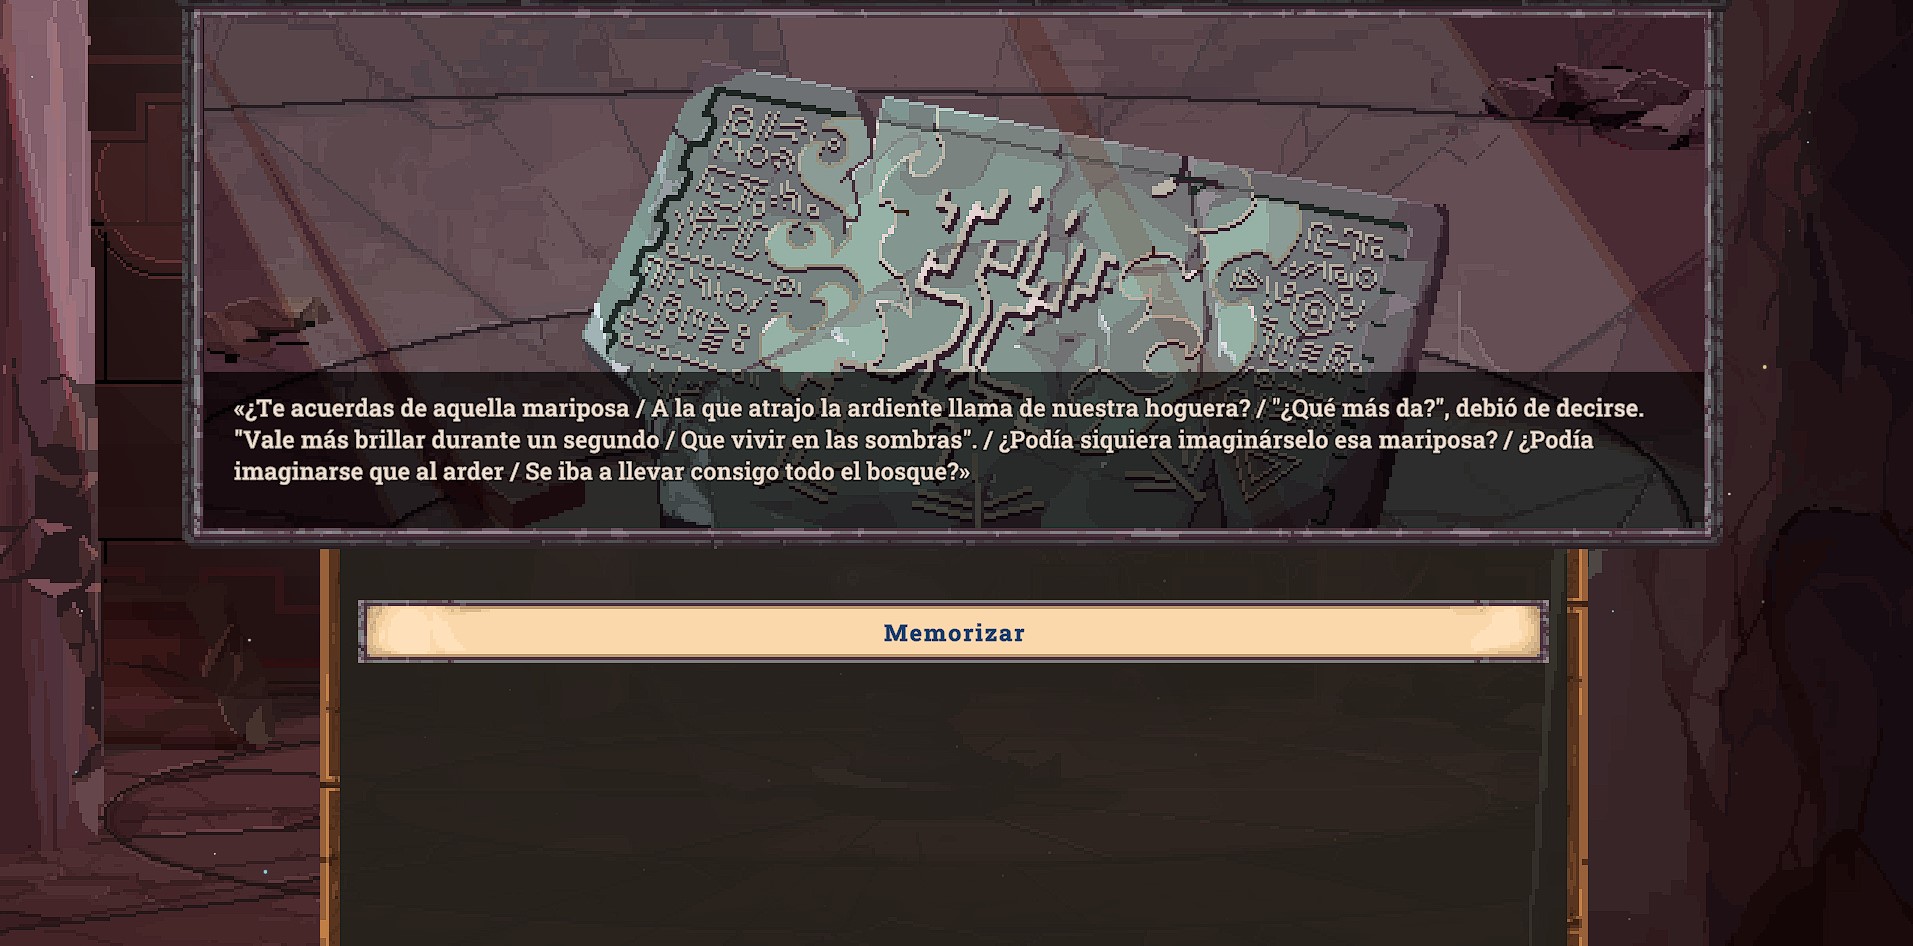 «¿Te acuerdas de aquella mariposa / A la que atrajo la ardiente llama de nuestra hoguera? / "¿Qué más da?", debió de decirse.
"Vale más brillar durante un segundo / Que vivir en las sombras". / ¿Podía siquiera imaginárselo esa mariposa? / ¿Podía
imaginarse que al arder / Se iba a llevar consigo todo el bosque?»
Memorizar